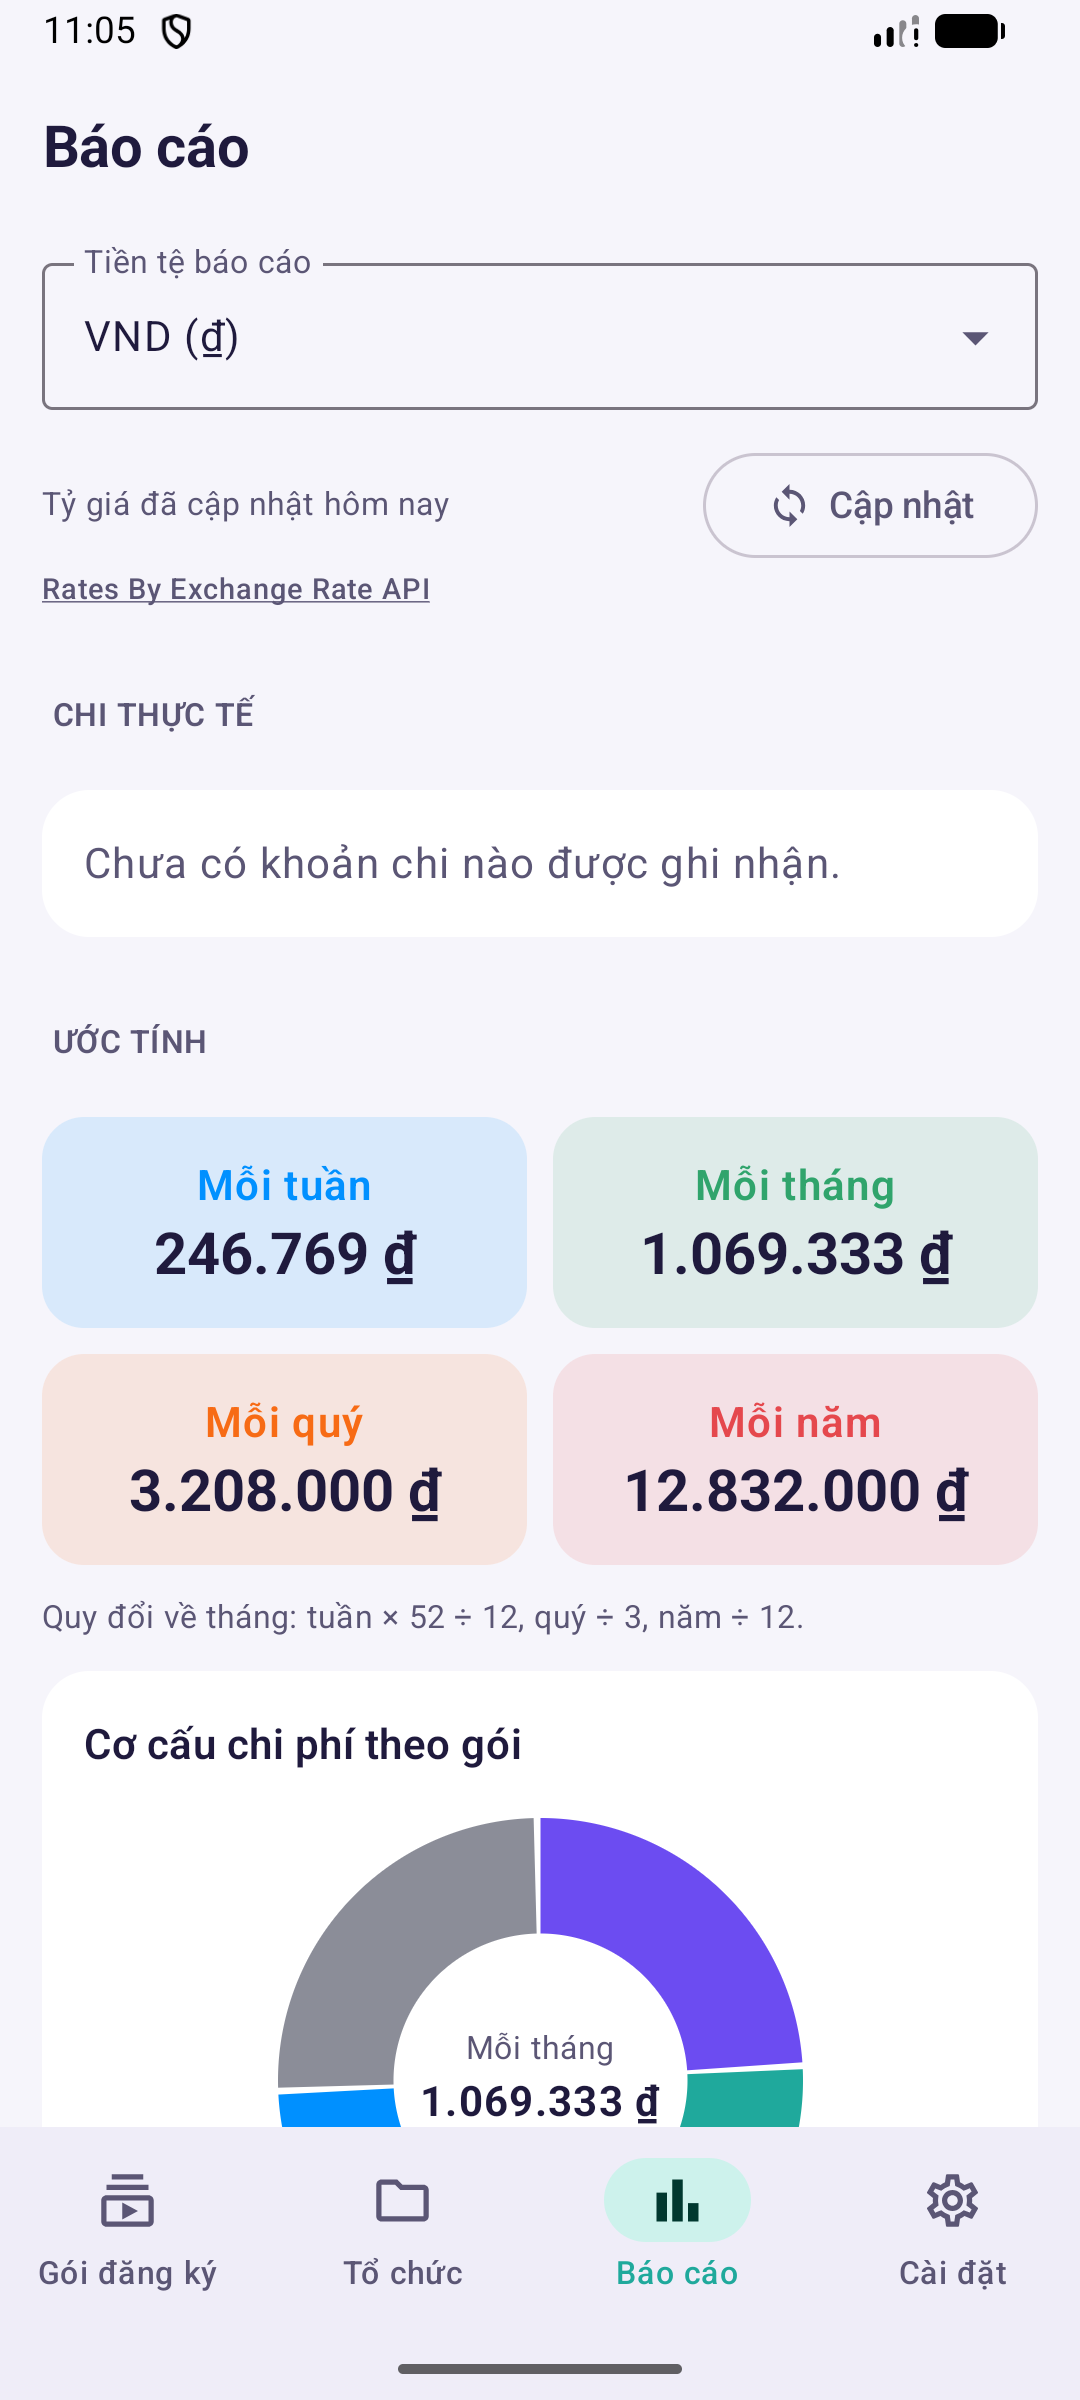 11:05
Báo cáo
Tiền tệ báo cáo
VND (₫)
Tỷ giá đã cập nhật hôm nay
Cập nhật
Rates By Exchange Rate API
CHI THỰC TẾ
Chưa có khoản chi nào được ghi nhận.
ƯỚC TÍNH
Mỗi tuần
246.769 ₫
Mỗi tháng
1.069.333 ₫
Mỗi quý
3.208.000 ₫
Mỗi năm
12.832.000 ₫
Quy đổi về tháng: tuần × 52 ÷ 12, quý ÷ 3, năm ÷ 12.
Cơ cấu chi phí theo gói
Mỗi tháng
1.069.333 ₫
Gói đăng ký
Tổ chức
Báo cáo
Cài đặt